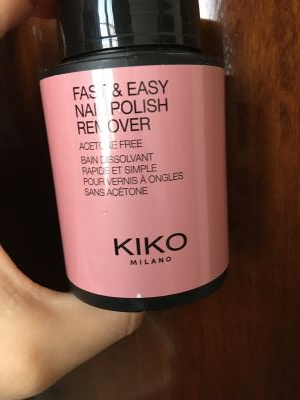 FAST & EASY
NAIL POLISH
REMOVER
ACETONE FREE
BAIN DISSOLVANT
RAPIDE ET SIMPLE
POUR VERNIS À ONGLES
SANS ACÉTONE
KIKO
MILANO